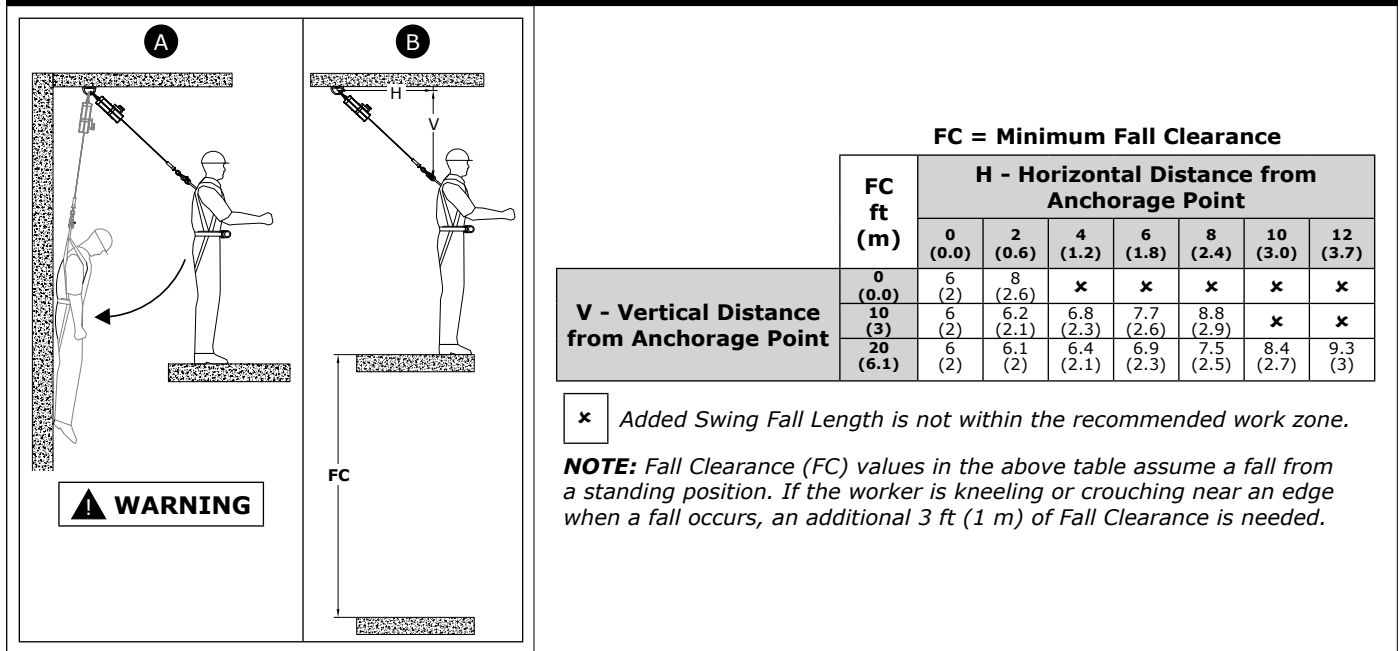 A
B
H
V
FC
WARNING
FC = Minimum Fall Clearance
FC
ft
(m)
H - Horizontal Distance from
Anchorage Point
0 2 4 6 8 10 12
(0.0) (0.6) (1.2) (1.8) (2.4) (3.0) (3.7)
V - Vertical Distance
from Anchorage Point
0 6 8 × × × × ×
(0.0) (2) (2.6)
10 6 6.2 6.8 7.7 8.8 × ×
(3) (2) (2.1) (2.3) (2.6) (2.9)
20 6 6.1 6.4 6.9 7.5 8.4 9.3
(6.1) (2) (2) (2.1) (2.3) (2.5) (2.7) (3)
× Added Swing Fall Length is not within the recommended work zone.
NOTE: Fall Clearance (FC) values in the above table assume a fall from
a standing position. If the worker is kneeling or crouching near an edge
when a fall occurs, an additional 3 ft (1 m) of Fall Clearance is needed.